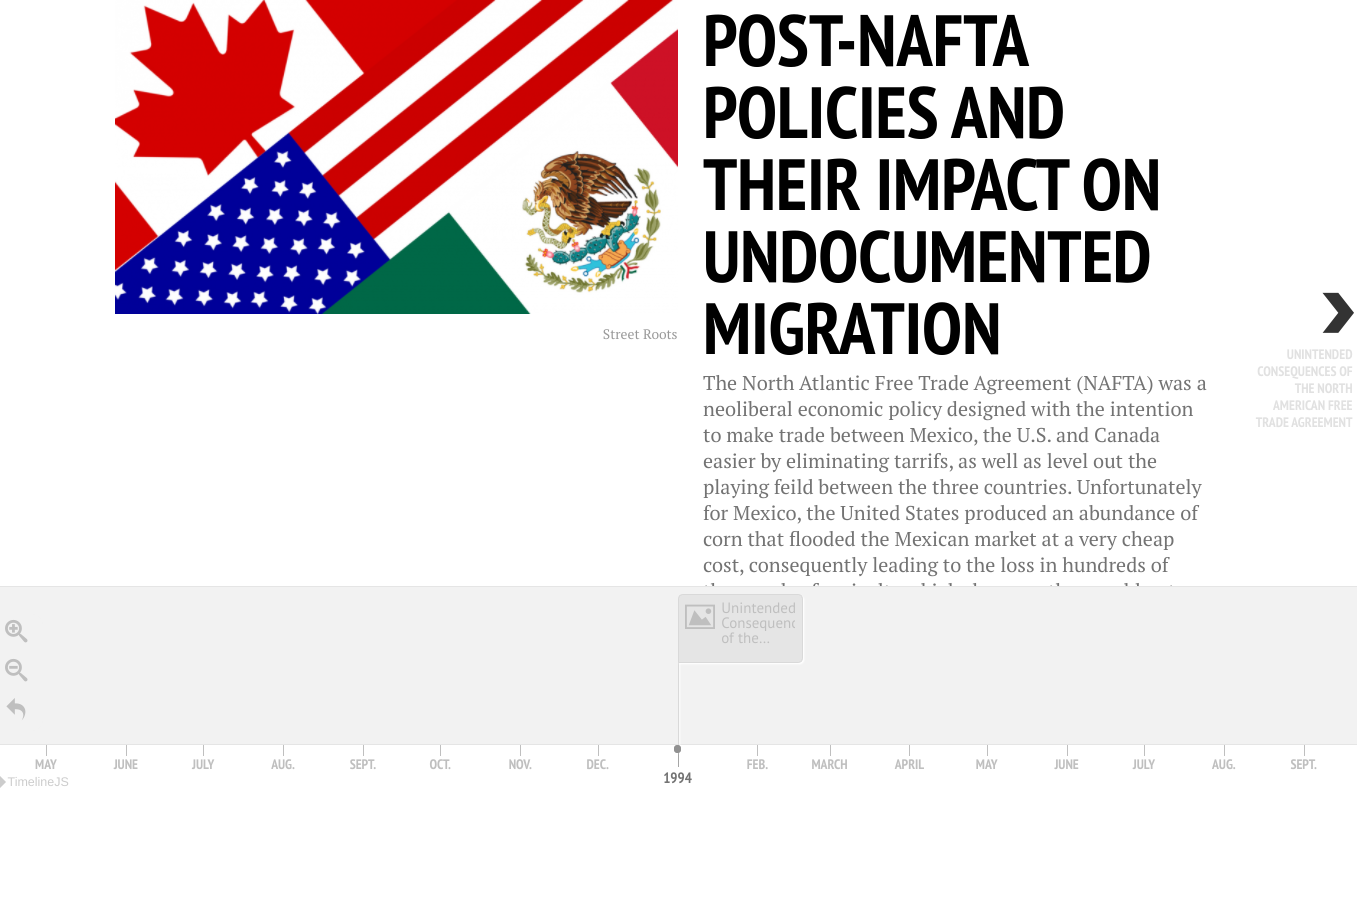 POST-NAFTA
POLICIES AND
THEIR IMPACT ON
UNDOCUMENTED
MIGRATION
Street Roots
The North Atlantic Free Trade Agreement (NAFTA) was a
neoliberal economic policy designed with the intention
to make trade between Mexico, the U.S. and Canada
easier by eliminating tarrifs, as well as level out the
playing feild between the three countries. Unfortunately
for Mexico, the United States produced an abundance of
corn that flooded the Mexican market at a very cheap
cost, consequently leading to the loss in hundreds of
UNINTENDED
CONSEQUENCES OF
THE NORTH
AMERICAN FREE
TRADE AGREEMENT
Unintended
Consequenc
of the...
MAY JUNE JULY AUG. SEPT. OCT. NOV. DEC. 1994 FEB. MARCH APRIL MAY JUNE JULY AUG. SEPT.
TimelineJS